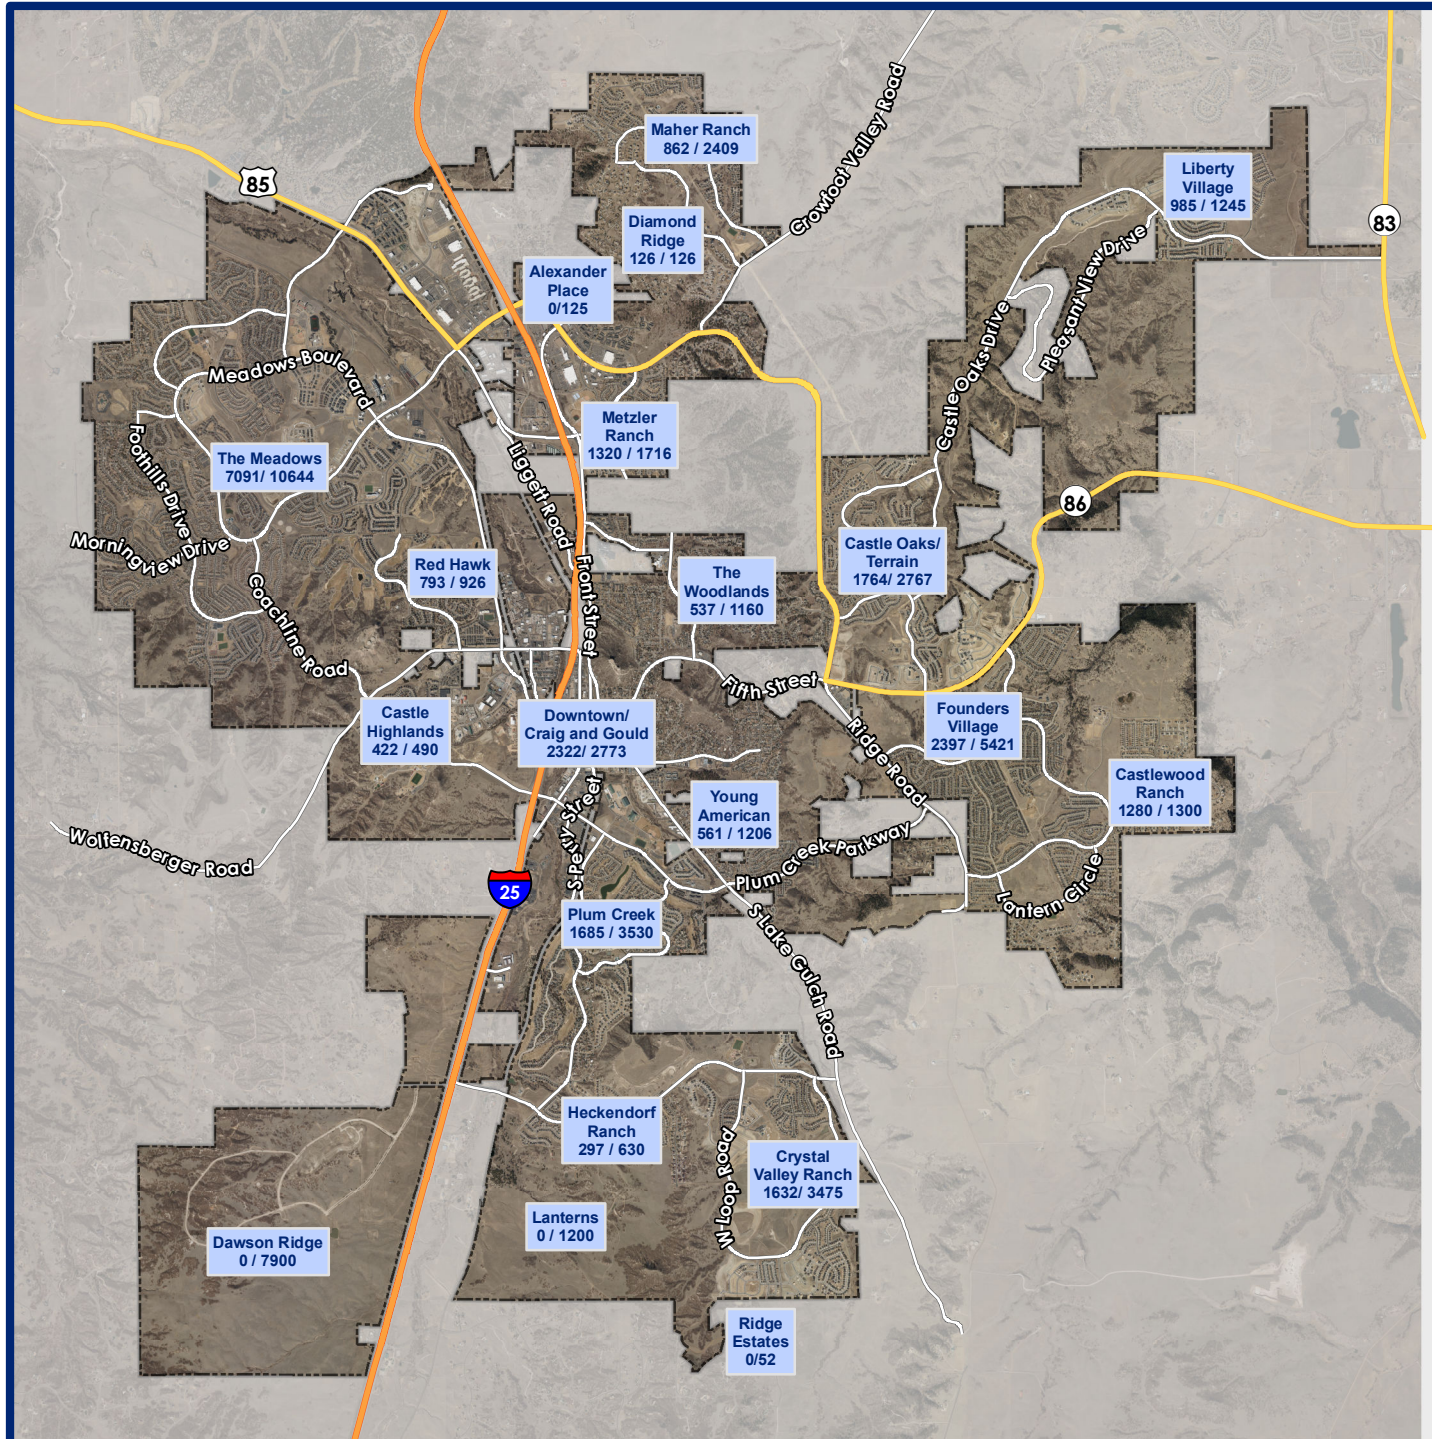 Maher Ranch
862 / 2409
Crowfoot Valley Road
Liberty
Village
985 / 1245
85
83
Diamond
Ridge
126 / 126
Pleasant View Drive
Alexander
Place
0/125
Castle Oaks Drive
Meadows Boulevard
Metzler
Ranch
1320 / 1716
The Meadows
7091/ 10644
Foothills Drive
Liggett Road
86
Morningview Drive
Castle Oaks/
Terrain
1764/ 2767
Red Hawk
793 / 926
Front Street
The
Woodlands
537 / 1160
Coachline Road
Fifth Street
Castle
Highlands
422 / 490
Downtown/
Craig and Gould
2322/ 2773
Founders
Village
2397 / 5421
Ridge Road
Castlewood
Ranch
1280 / 1300
Young
American
561 / 1206
Wolfensberger Road
S Perry Street
Plum Creek Parkway
25
Lantern Circle
Plum Creek
1685 / 3530
S Lake Gulch Road
Heckendorf
Ranch
297 / 630
W Loop Road
Crystal
Valley Ranch
1632/ 3475
Lanterns
0 / 1200
Dawson Ridge
0 / 7900
Ridge
Estates
0/52